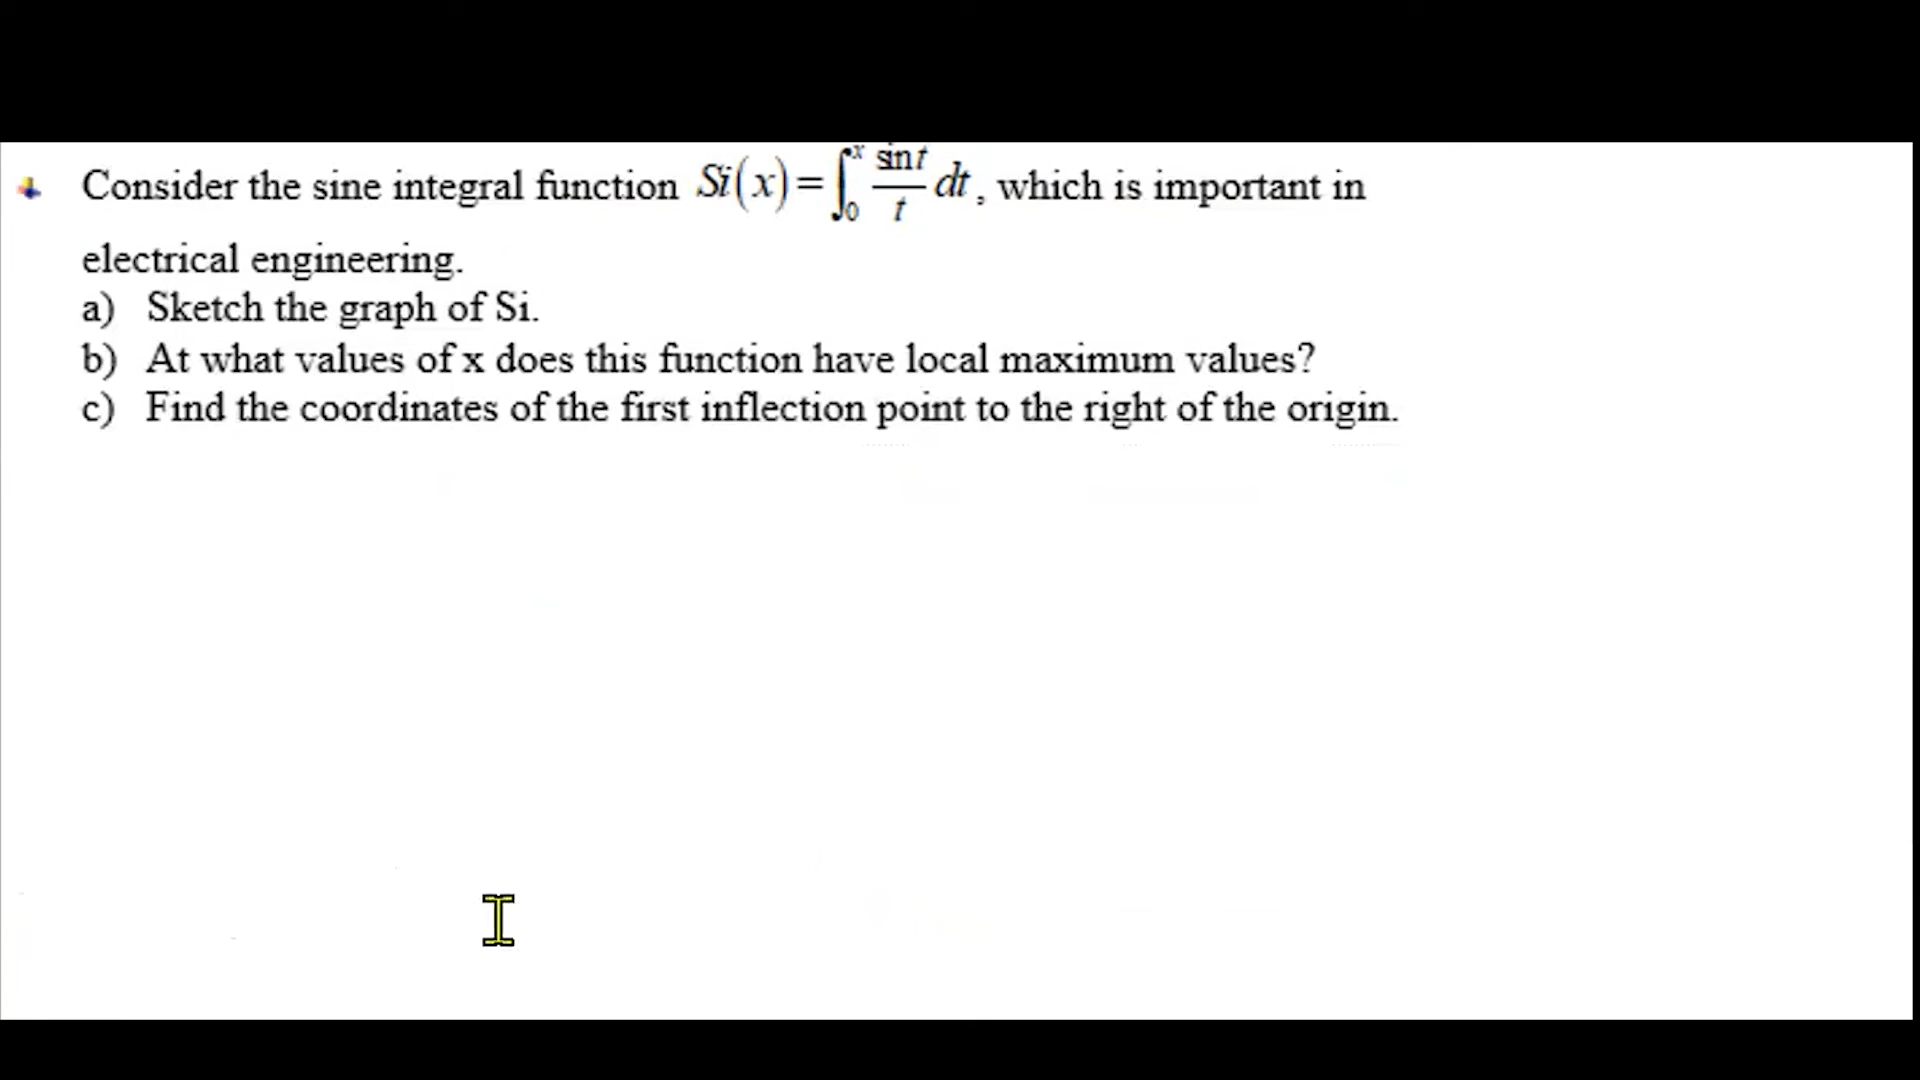 Consider the sine integral function Si(x)=∫₀ˣ sin t / t dt, which is important in
electrical engineering.
a) Sketch the graph of Si.
b) At what values of x does this function have local maximum values?
c) Find the coordinates of the first inflection point to the right of the origin.